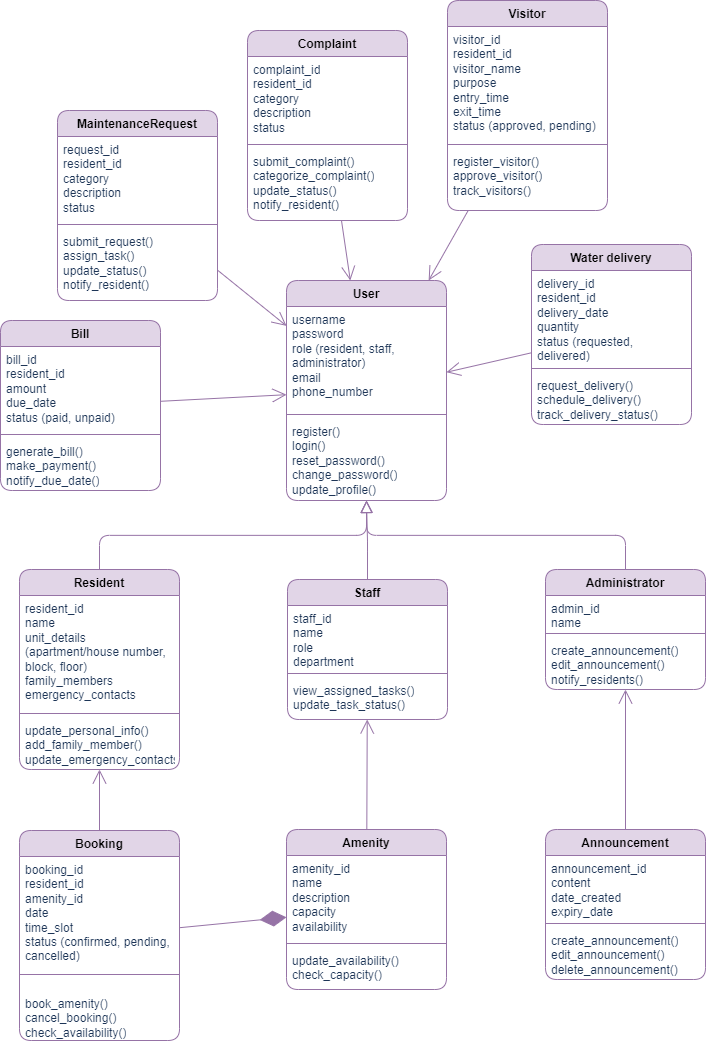 Visitor
visitor_id
resident_id
visitor_name
purpose
entry_time
exit_time
status (approved, pending)
register_visitor()
approve_visitor()
track_visitors()
Complaint
complaint_id
resident_id
category
description
status
submit_complaint()
categorize_complaint()
update_status()
notify_resident()
MaintenanceRequest
request_id
resident_id
category
description
status
submit_request()
assign_task()
update_status()
notify_resident()
Water delivery
delivery_id
resident_id
delivery_date
quantity
status (requested,
delivered)
request_delivery()
schedule_delivery()
track_delivery_status()
User
username
password
role (resident, staff,
administrator)
email
phone_number
register()
login()
reset_password()
change_password()
update_profile()
Bill
bill_id
resident_id
amount
due_date
status (paid, unpaid)
generate_bill()
make_payment()
notify_due_date()
Resident
resident_id
name
unit_details
(apartment/house number,
block, floor)
family_members
emergency_contacts
update_personal_info()
add_family_member()
update_emergency_contacts
Staff
staff_id
name
role
department
view_assigned_tasks()
update_task_status()
Administrator
admin_id
name
create_announcement()
edit_announcement()
notify_residents()
Booking
booking_id
resident_id
amenity_id
date
time_slot
status (confirmed, pending,
cancelled)
book_amenity()
cancel_booking()
check_availability()
Amenity
amenity_id
name
description
capacity
availability
update_availability()
check_capacity()
Announcement
announcement_id
content
date_created
expiry_date
create_announcement()
edit_announcement()
delete_announcement()